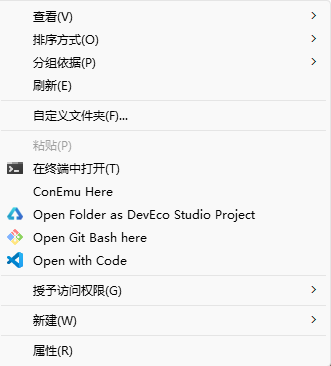 查看(V)
排序方式(O)
分组依据(P)
刷新(E)
自定义文件夹(F)...
粘贴(P)
在终端中打开(T)
ConEmu Here
Open Folder as DevEco Studio Project
Open Git Bash here
Open with Code
授予访问权限(G)
新建(W)
属性(R)